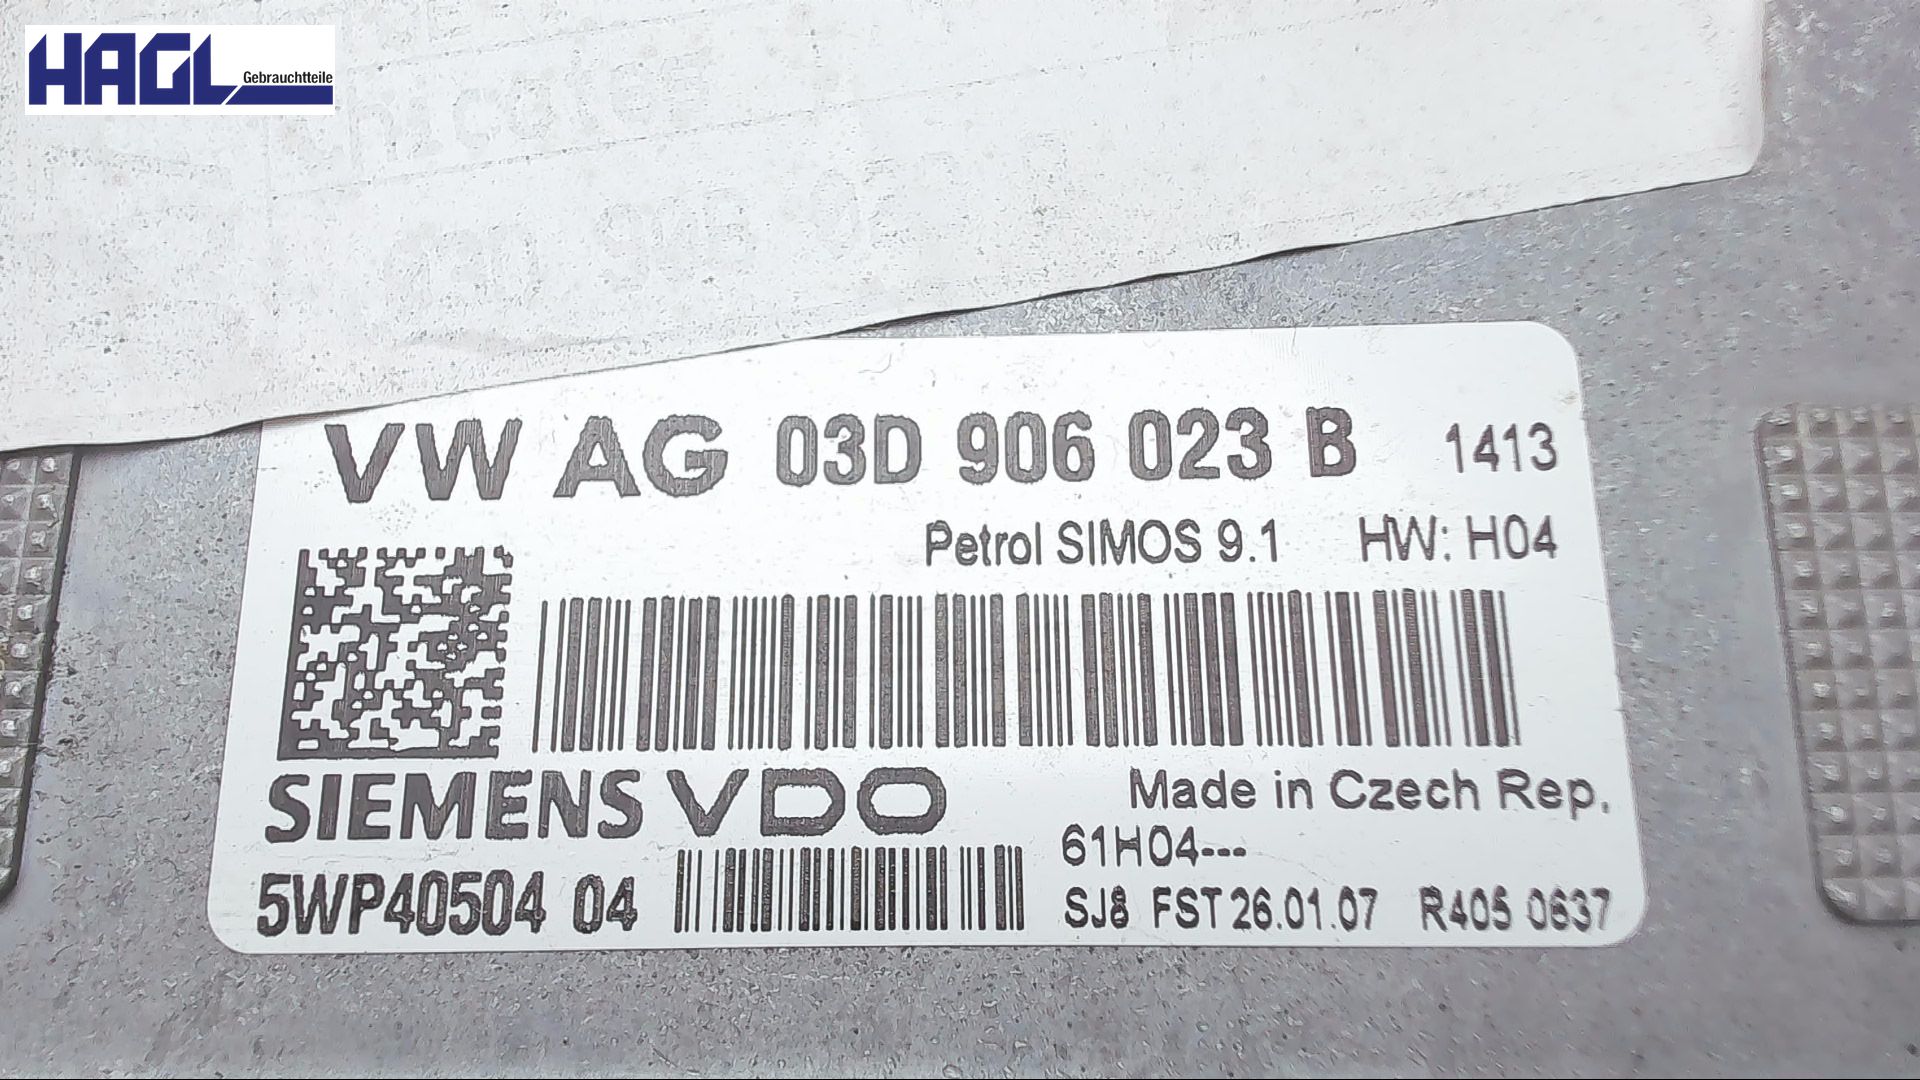 HAGL
Gebrauchtteile
VW AG 03D 906 023 B 1413
Petrol SIMOS 9.1 HW: H04
SIEMENS VDO
Made in Czech Rep.
61H04---
5WP40504 04
SJ8 FST 26.01.07 R405 0637